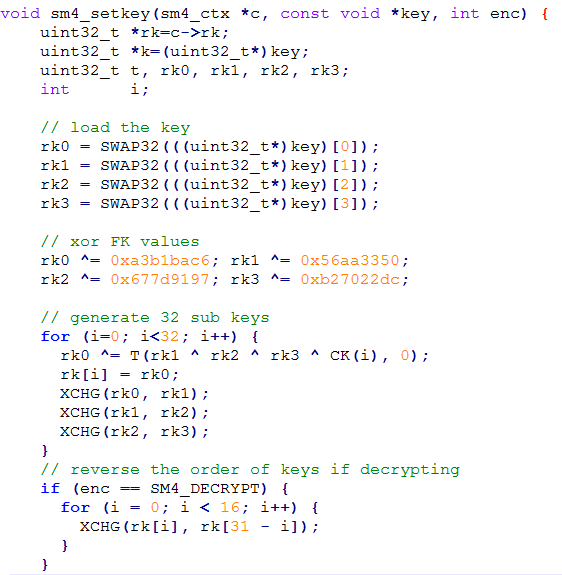 void sm4_setkey(sm4_ctx *c, const void *key, int enc) {
    uint32_t *rk=c->rk;
    uint32_t *k=(uint32_t*)key;
    uint32_t t, rk0, rk1, rk2, rk3;
    int      i;

    // load the key
    rk0 = SWAP32(((uint32_t*)key)[0]);
    rk1 = SWAP32(((uint32_t*)key)[1]);
    rk2 = SWAP32(((uint32_t*)key)[2]);
    rk3 = SWAP32(((uint32_t*)key)[3]);

    // xor FK values
    rk0 ^= 0xa3b1bac6; rk1 ^= 0x56aa3350;
    rk2 ^= 0x677d9197; rk3 ^= 0xb27022dc;

    // generate 32 sub keys
    for (i=0; i<32; i++) {
      rk0 ^= T(rk1 ^ rk2 ^ rk3 ^ CK(i), 0);
      rk[i] = rk0;
      XCHG(rk0, rk1);
      XCHG(rk1, rk2);
      XCHG(rk2, rk3);
    }
    // reverse the order of keys if decrypting
    if (enc == SM4_DECRYPT) {
      for (i = 0; i < 16; i++) {
        XCHG(rk[i], rk[31 - i]);
      }
    }